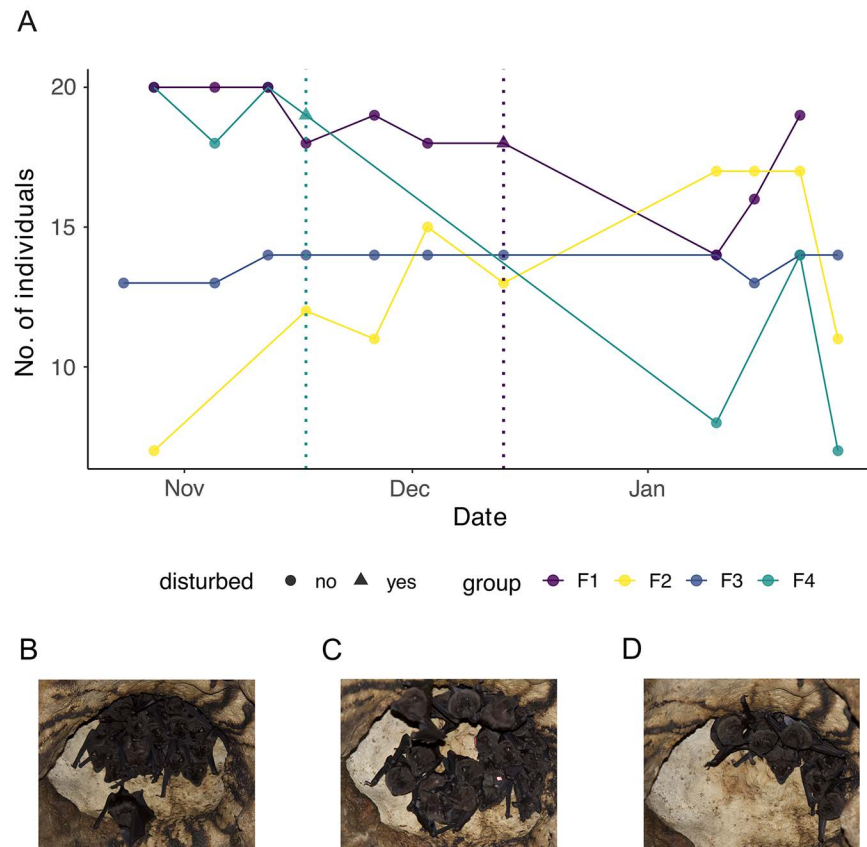 A
No. of individuals
20
15
10
Nov Dec Jan
Date
disturbed no yes group F1 F2 F3 F4
B C D